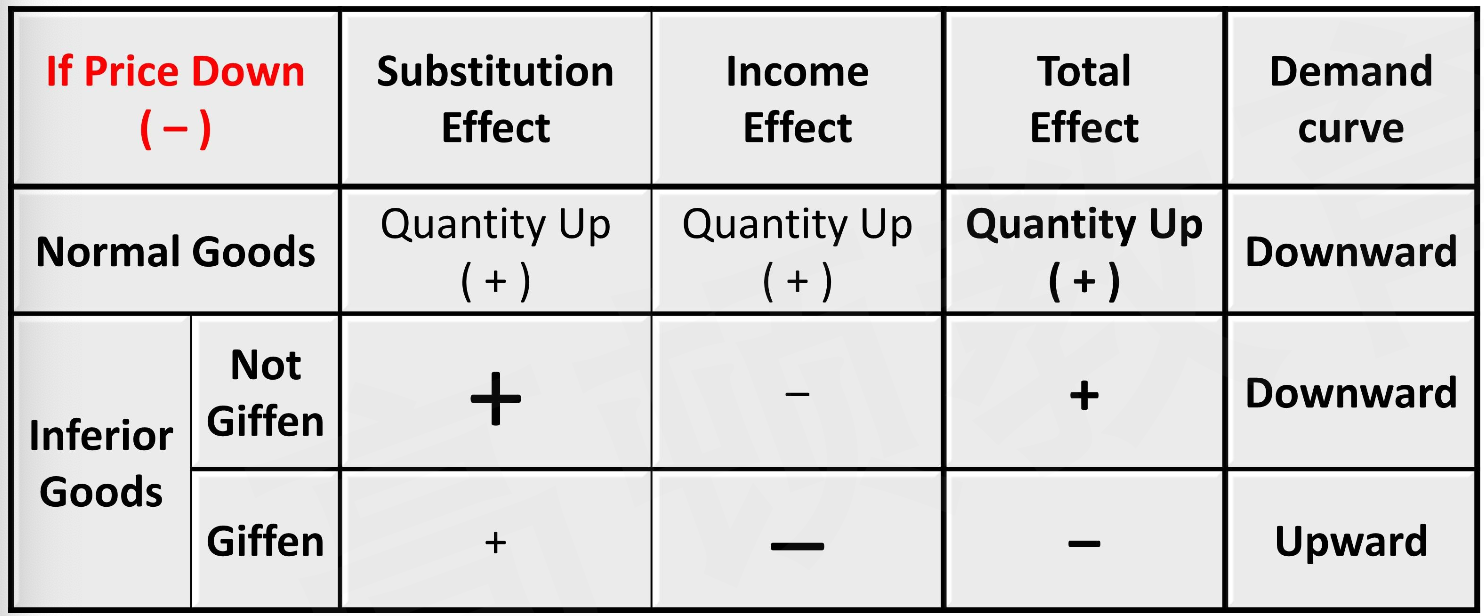 If Price Down
( – )
Substitution
Effect
Income
Effect
Total
Effect
Demand
curve
Normal Goods
Quantity Up
( + )
Quantity Up
( + )
Quantity Up
( + )
Downward
Inferior
Goods
Not
Giffen
+
–
+
Downward
Giffen
+
—
–
Upward